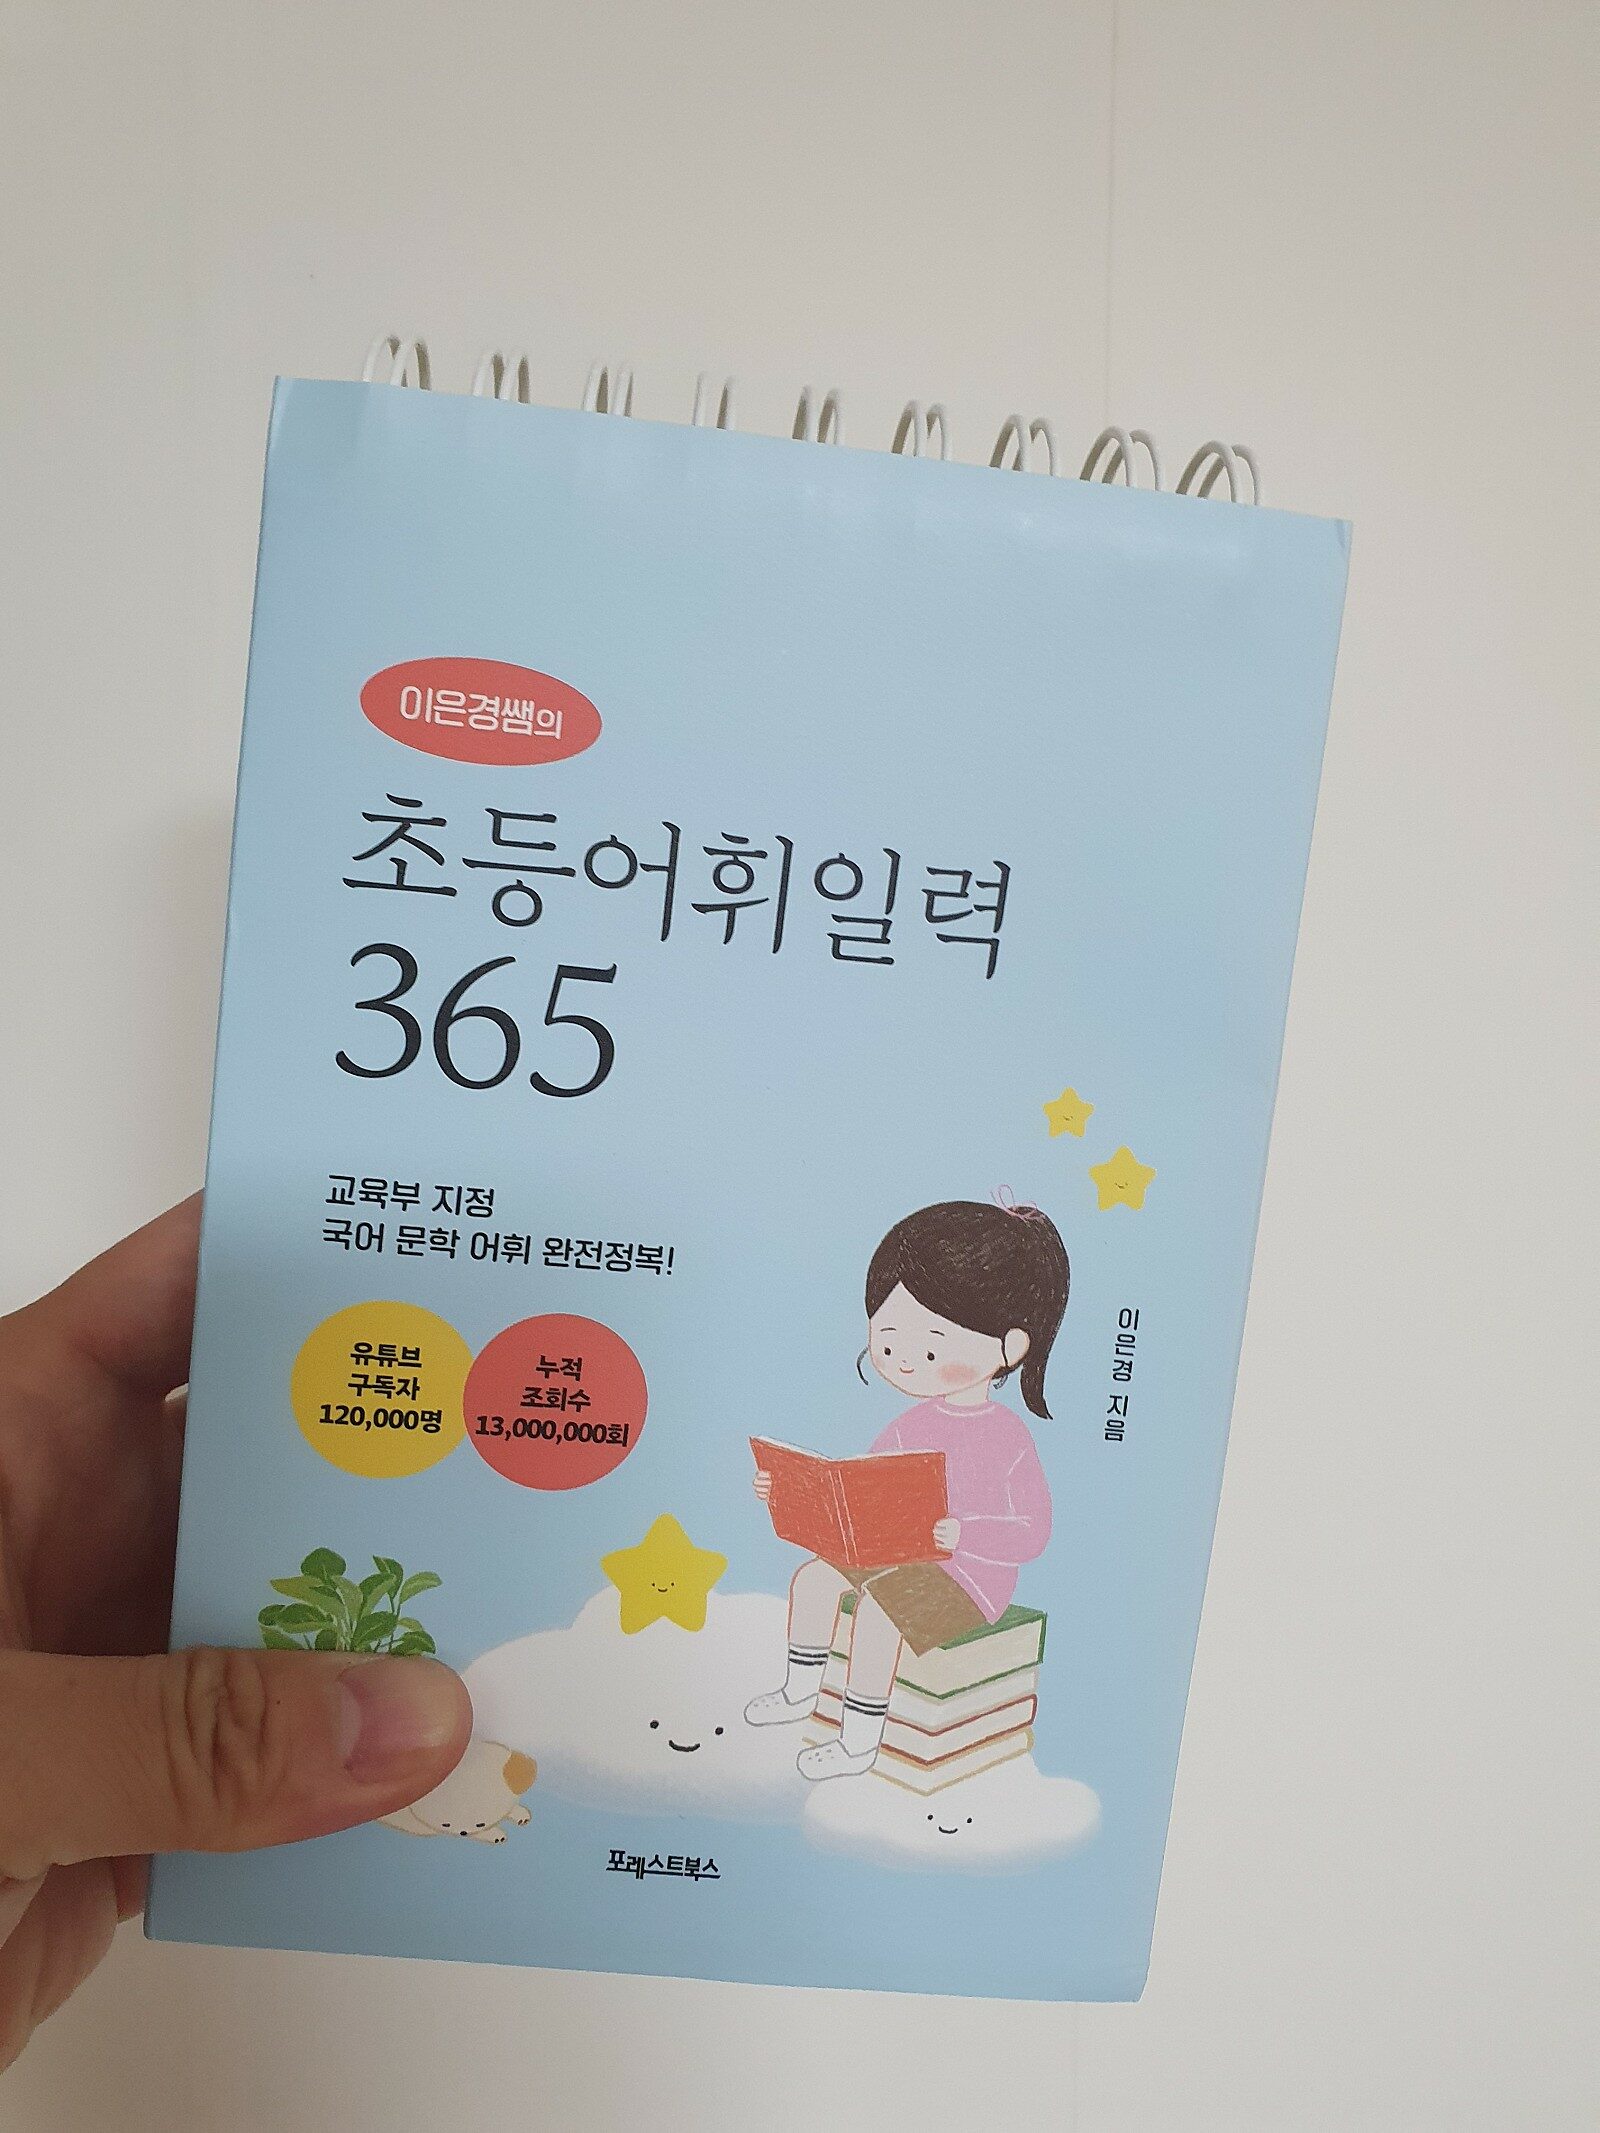 이은경쌤의
초등어휘일력
365
교육부 지정
국어 문학 어휘 완전정복!
유튜브
구독자
120,000명
누적
조회수
13,000,000회
이은경 지음
포레스트북스